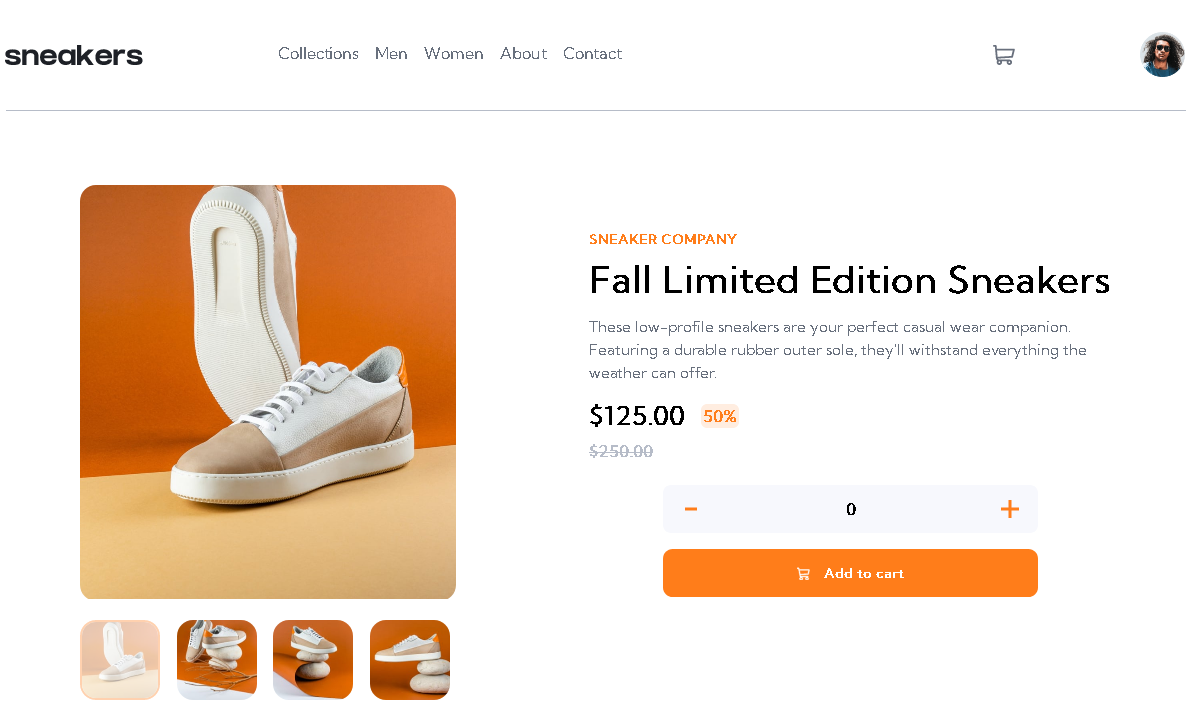 sneakers
Collections Men Women About Contact
SNEAKER COMPANY
Fall Limited Edition Sneakers
These low-profile sneakers are your perfect casual wear companion.
Featuring a durable rubber outer sole, they'll withstand everything the
weather can offer.
$125.00 50%
$250.00
- 0 +
Add to cart